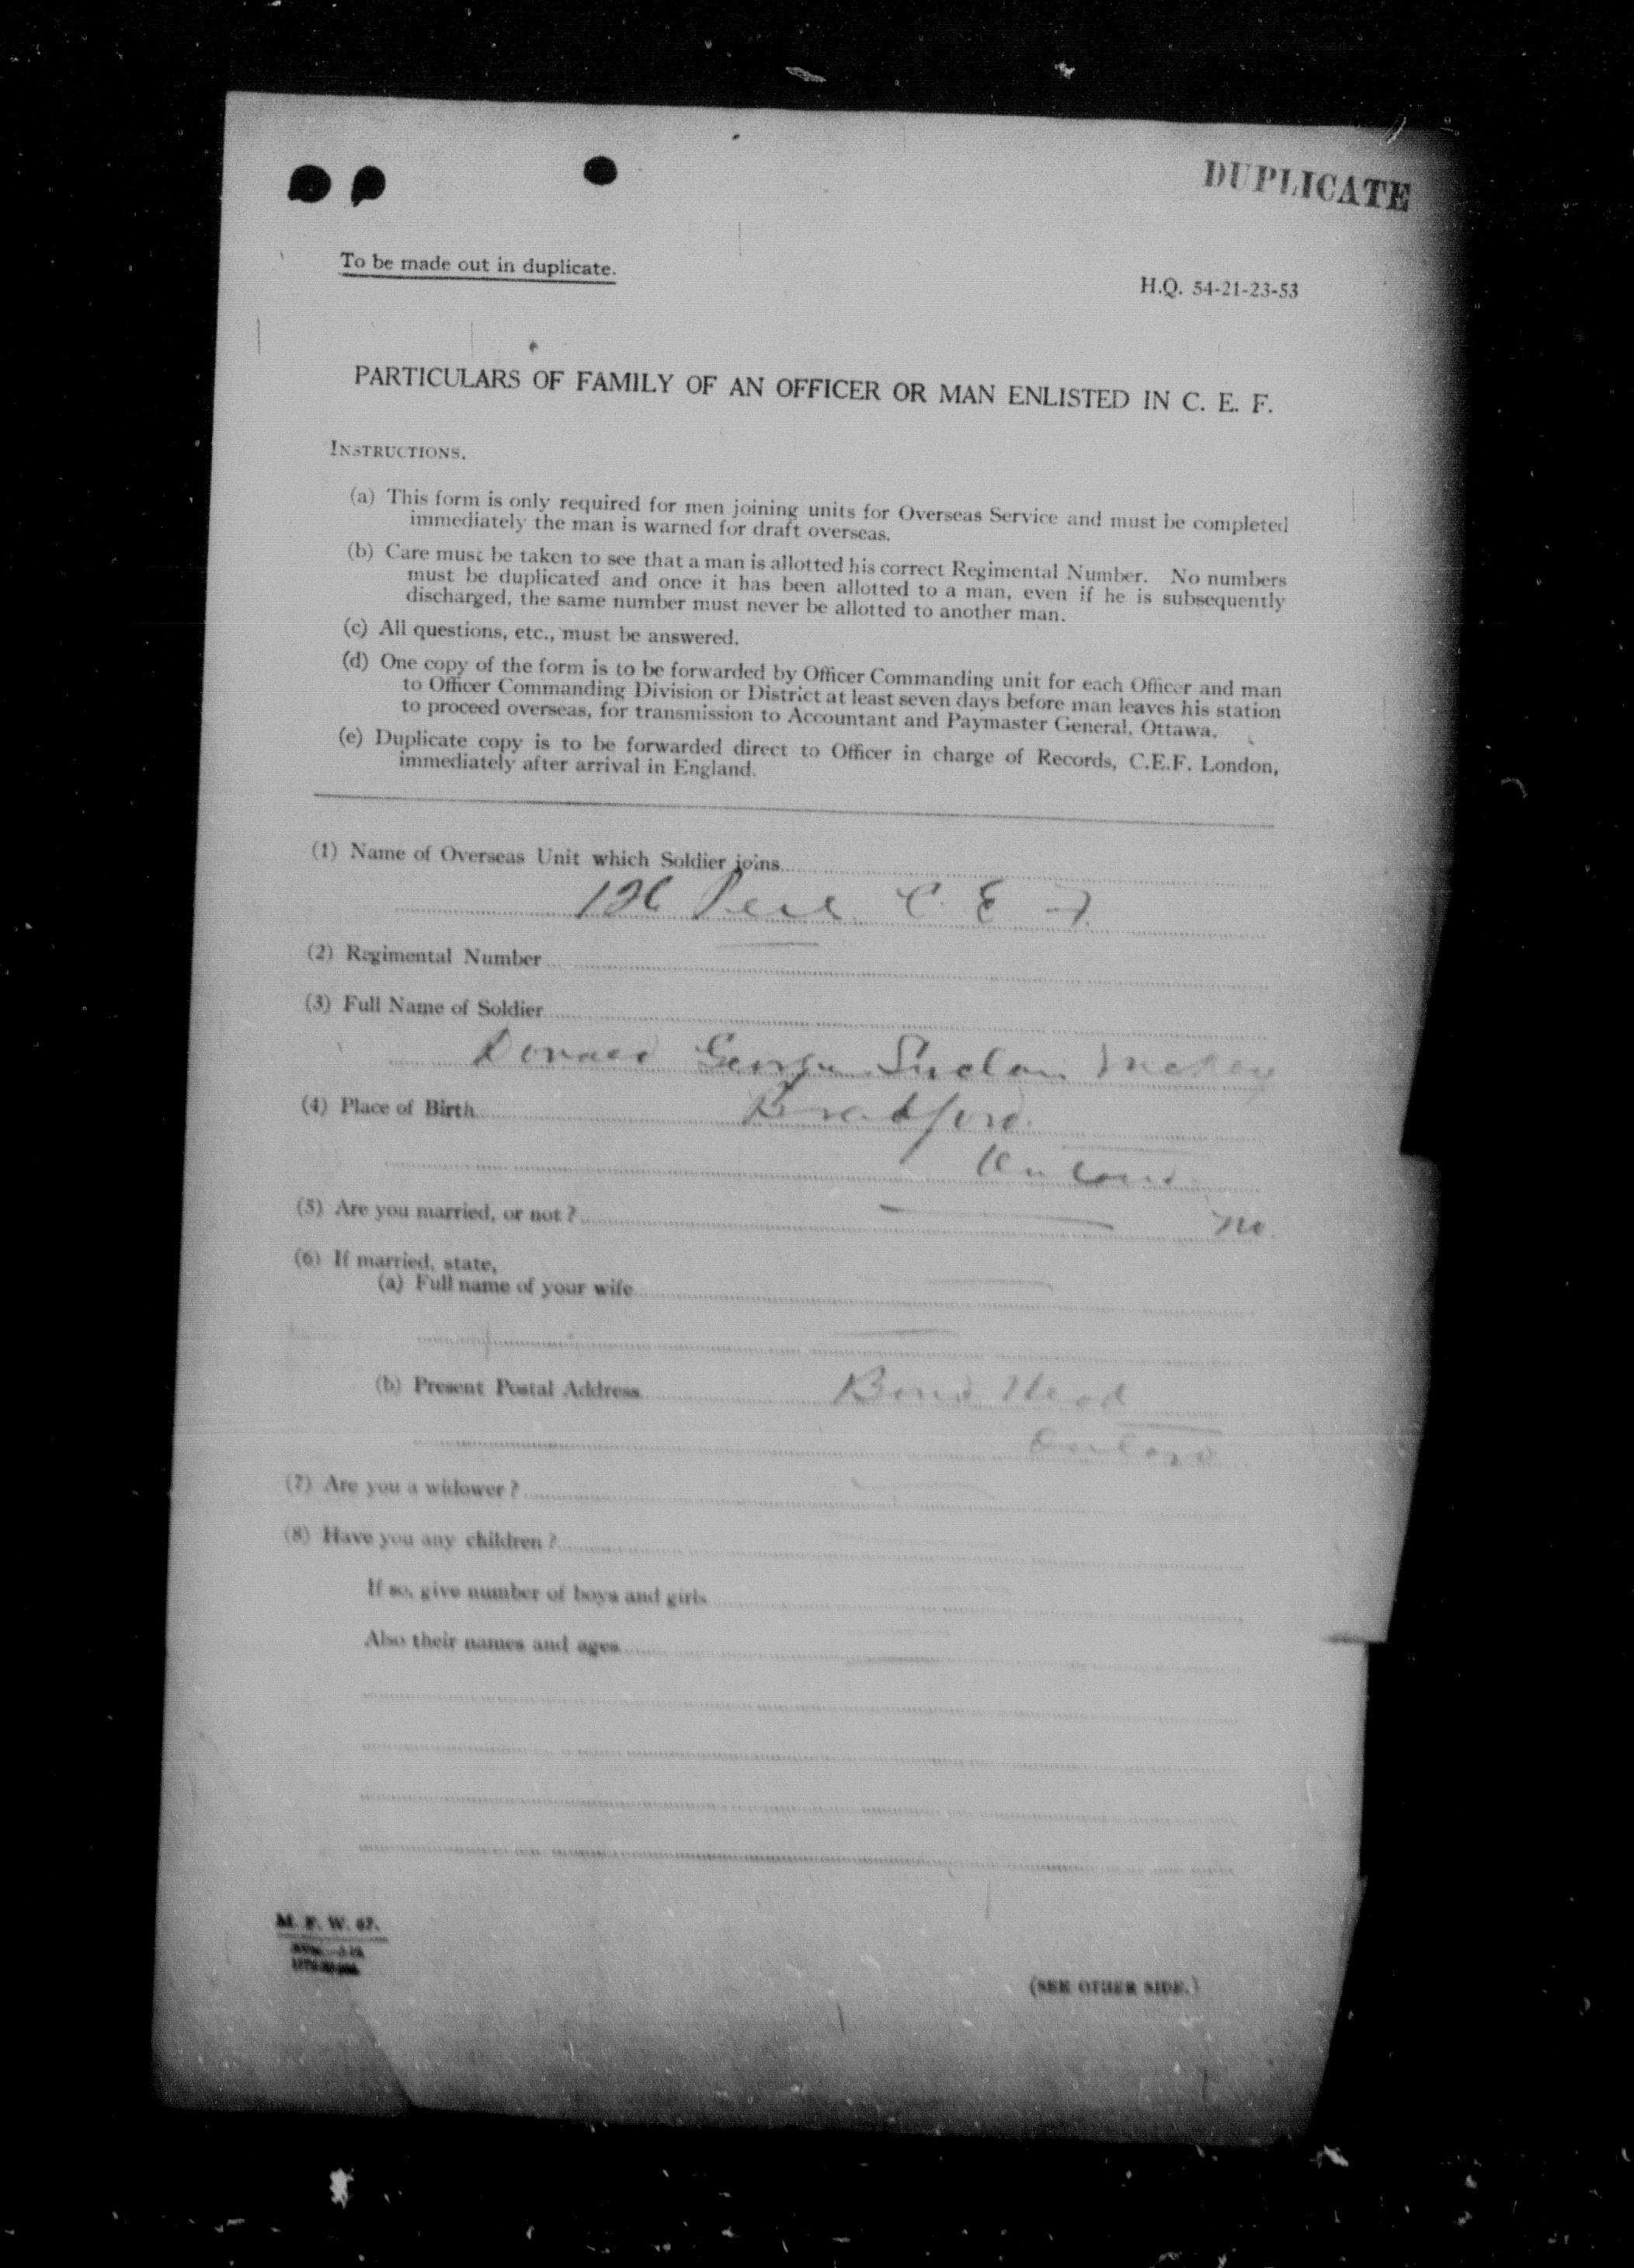 DUPLICATE
To be made out in duplicate.
H.Q. 54-21-23-53
PARTICULARS OF FAMILY OF AN OFFICER OR MAN ENLISTED IN C. E. F.
INSTRUCTIONS.
(a) This form is only required for men joining units for Overseas Service and must be completed
immediately the man is warned for draft overseas.
(b) Care must be taken to see that a man is allotted his correct Regimental Number. No numbers
must be duplicated and once it has been allotted to a man, even if he is subsequently
discharged, the same number must never be allotted to another man.
(c) All questions, etc., must be answered.
(d) One copy of the form is to be forwarded by Officer Commanding unit for each Officer and man
to Officer Commanding Division or District at least seven days before man leaves his station
to proceed overseas, for transmission to Accountant and Paymaster General, Ottawa.
(e) Duplicate copy is to be forwarded direct to Officer in charge of Records, C.E.F. London,
immediately after arrival in England.
(1) Name of Overseas Unit which Soldier joins
126 Peel C. E. F.
(2) Regimental Number
(3) Full Name of Soldier
Donald George Sinclair
(4) Place of Birth Bradford
Ontario
(5) Are you married, or not? no.
(6) If married, state,
(a) Full name of your wife
(b) Present Postal Address Bond Head
Ontario
(7) Are you a widower?
(8) Have you any children?
If so, give number of boys and girls
Also their names and ages
M. F. W. 67.
(SEE OTHER SIDE.)